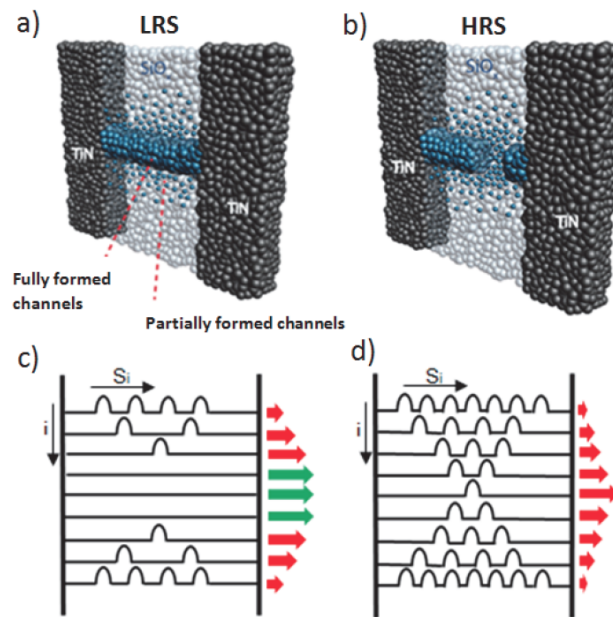 a)
LRS
b)
HRS
SiO
SiO
TiN
TiN
TiN
TiN
Fully formed
channels
Partially formed channels
c)
d)
Si
Si
i
i